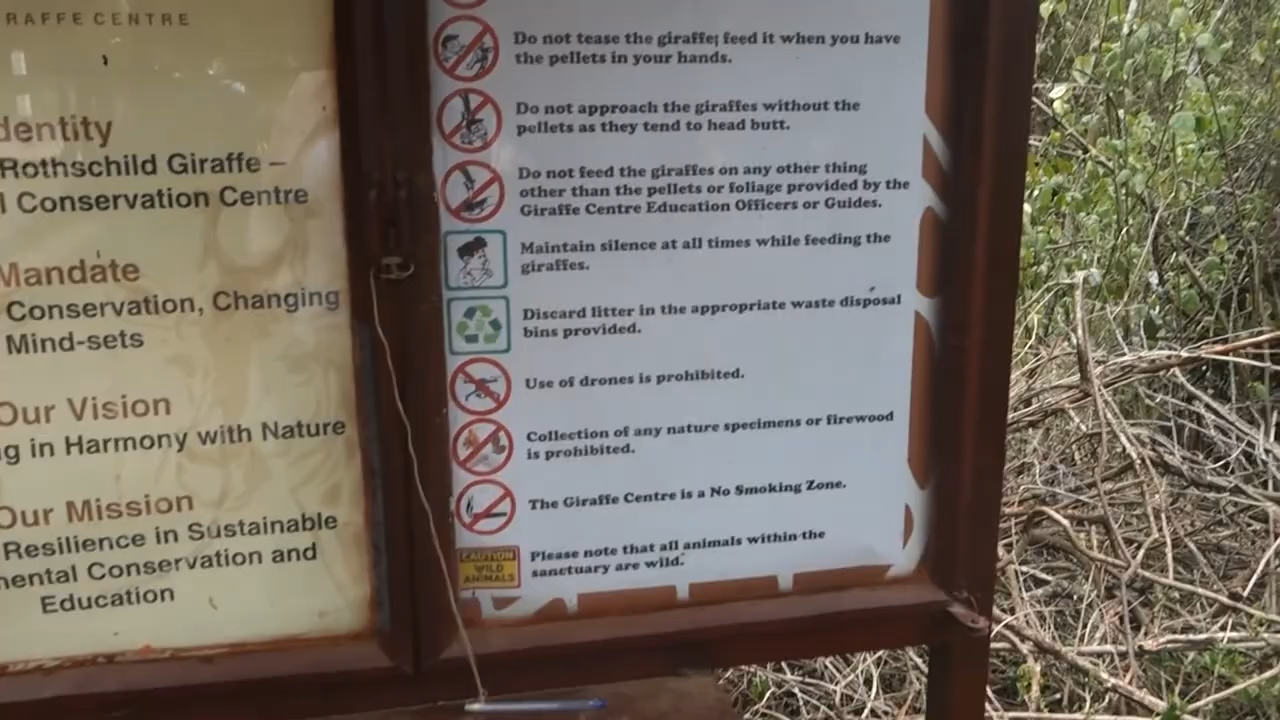 RAFFE CENTRE
dentity
Rothschild Giraffe –
l Conservation Centre
Mandate
Conservation, Changing
Mind-sets
Our Vision
g in Harmony with Nature
Our Mission
Resilience in Sustainable
mental Conservation and
Education
Do not tease the giraffe; feed it when you have
the pellets in your hands.
Do not approach the giraffes without the
pellets as they tend to head butt.
Do not feed the giraffes on any other thing
other than the pellets or foliage provided by the
Giraffe Centre Education Officers or Guides.
Maintain silence at all times while feeding the
giraffes.
Discard litter in the appropriate waste disposal
bins provided.
Use of drones is prohibited.
Collection of any nature specimens or firewood
is prohibited.
The Giraffe Centre is a No Smoking Zone.
CAUTION
WILD
ANIMALS
Please note that all animals within the
sanctuary are wild.